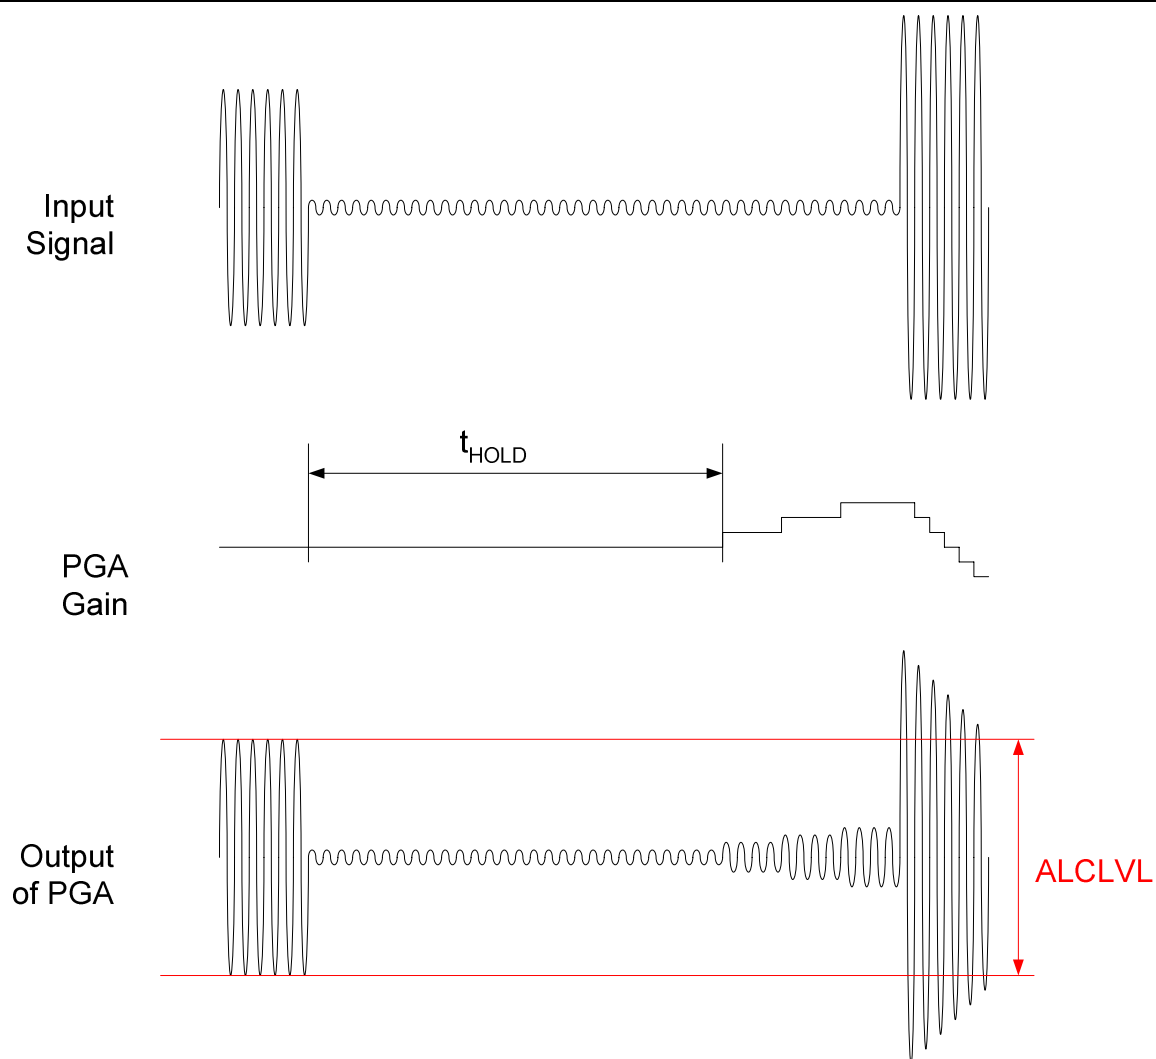 Input
Signal
tHOLD
PGA
Gain
Output
of PGA
ALCLVL